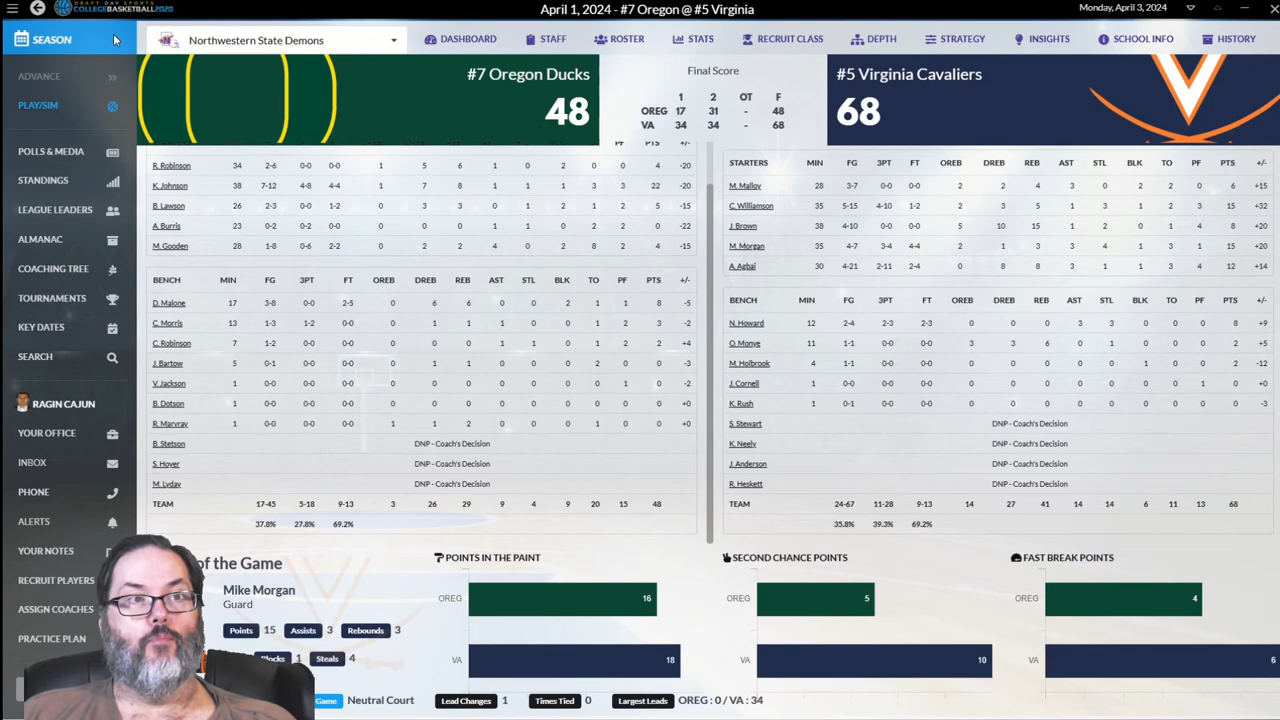 DRAFT DAY SPORTS
COLLEGE BASKETBALL 2020
April 1, 2024 - #7 Oregon @ #5 Virginia
Monday, April 3, 2024
SEASON
Northwestern State Demons
DASHBOARD STAFF ROSTER STATS RECRUIT CLASS DEPTH STRATEGY INSIGHTS SCHOOL INFO HISTORY
ADVANCE
PLAY/SIM
POLLS & MEDIA
STANDINGS
LEAGUE LEADERS
ALMANAC
COACHING TREE
TOURNAMENTS
KEY DATES
SEARCH
RAGIN CAJUN
YOUR OFFICE
INBOX
PHONE
ALERTS
YOUR NOTES
RECRUIT PLAYERS
ASSIGN COACHES
PRACTICE PLAN
#7 Oregon Ducks
48
Final Score
1 2 OT F
OREG 17 31 - 48
VA 34 34 - 68
#5 Virginia Cavaliers
68
PF PTS +/-
R. Robinson 34 2-6 0-0 0-0 1 5 6 1 0 2 0 0 4 -20
K. Johnson 38 7-12 4-8 4-4 1 7 8 1 1 1 3 3 22 -20
B. Lawson 26 2-3 0-0 1-2 0 3 3 0 1 2 1 2 5 -15
A. Burris 23 0-2 0-2 0-0 0 1 1 1 1 0 2 2 0 -22
M. Gooden 28 1-8 0-6 2-2 0 2 2 4 0 2 8 2 4 -15
BENCH MIN FG 3PT FT OREB DREB REB AST STL BLK TO PF PTS +/-
D. Malone 17 3-8 0-0 2-5 0 6 6 0 0 2 1 1 8 -5
C. Morris 13 1-3 1-2 0-0 0 1 1 1 0 0 1 2 3 -2
C. Robinson 7 1-2 0-0 0-0 0 0 0 1 1 0 1 2 2 +4
J. Bartow 5 0-1 0-0 0-0 0 1 1 0 0 0 2 0 0 -3
V. Jackson 1 0-0 0-0 0-0 0 0 0 0 0 0 0 1 0 -2
B. Dotson 1 0-0 0-0 0-0 0 0 0 0 0 0 0 0 0 +0
R. Marvray 1 0-0 0-0 0-0 1 1 2 0 0 0 1 0 0 +0
B. Stetson DNP - Coach's Decision
S. Hoyer DNP - Coach's Decision
M. Lyday DNP - Coach's Decision
TEAM 17-45 5-18 9-13 3 26 29 9 4 9 20 15 48
37.8% 27.8% 69.2%
STARTERS MIN FG 3PT FT OREB DREB REB AST STL BLK TO PF PTS +/-
M. Malloy 28 3-7 0-0 0-0 2 2 4 3 0 2 2 0 6 +15
C. Williamson 35 5-15 4-10 1-2 2 3 5 1 3 1 2 3 15 +32
J. Brown 38 4-10 0-0 0-0 5 10 15 1 2 0 1 4 8 +20
M. Morgan 35 4-7 3-4 4-4 2 1 3 3 4 1 3 1 15 +20
A. Agbai 30 4-21 2-11 2-4 0 8 8 3 1 1 3 4 12 +14
BENCH MIN FG 3PT FT OREB DREB REB AST STL BLK TO PF PTS +/-
N. Howard 12 2-4 2-3 2-3 0 0 0 3 3 0 0 0 8 +9
O. Monye 11 1-1 0-0 0-0 3 3 6 0 1 0 0 0 2 +5
M. Holbrook 4 1-1 0-0 0-0 0 0 0 0 0 1 0 0 2 -12
J. Cornell 1 0-0 0-0 0-0 0 0 0 0 0 0 0 1 0 +0
K. Rush 1 0-1 0-0 0-0 0 0 0 0 0 0 0 0 0 -3
S. Stewart DNP - Coach's Decision
K. Neely DNP - Coach's Decision
J. Anderson DNP - Coach's Decision
R. Heskett DNP - Coach's Decision
TEAM 24-67 11-28 9-13 14 27 41 14 14 6 11 13 68
35.8% 39.3% 69.2%
of the Game
Mike Morgan
Guard
Points 15 Assists 3 Rebounds 3
Blocks 1 Steals 4
POINTS IN THE PAINT
OREG 16
VA 18
SECOND CHANCE POINTS
OREG 5
VA 10
FAST BREAK POINTS
OREG 4
VA 6
Game Neutral Court Lead Changes 1 Times Tied 0 Largest Leads OREG : 0 / VA : 34